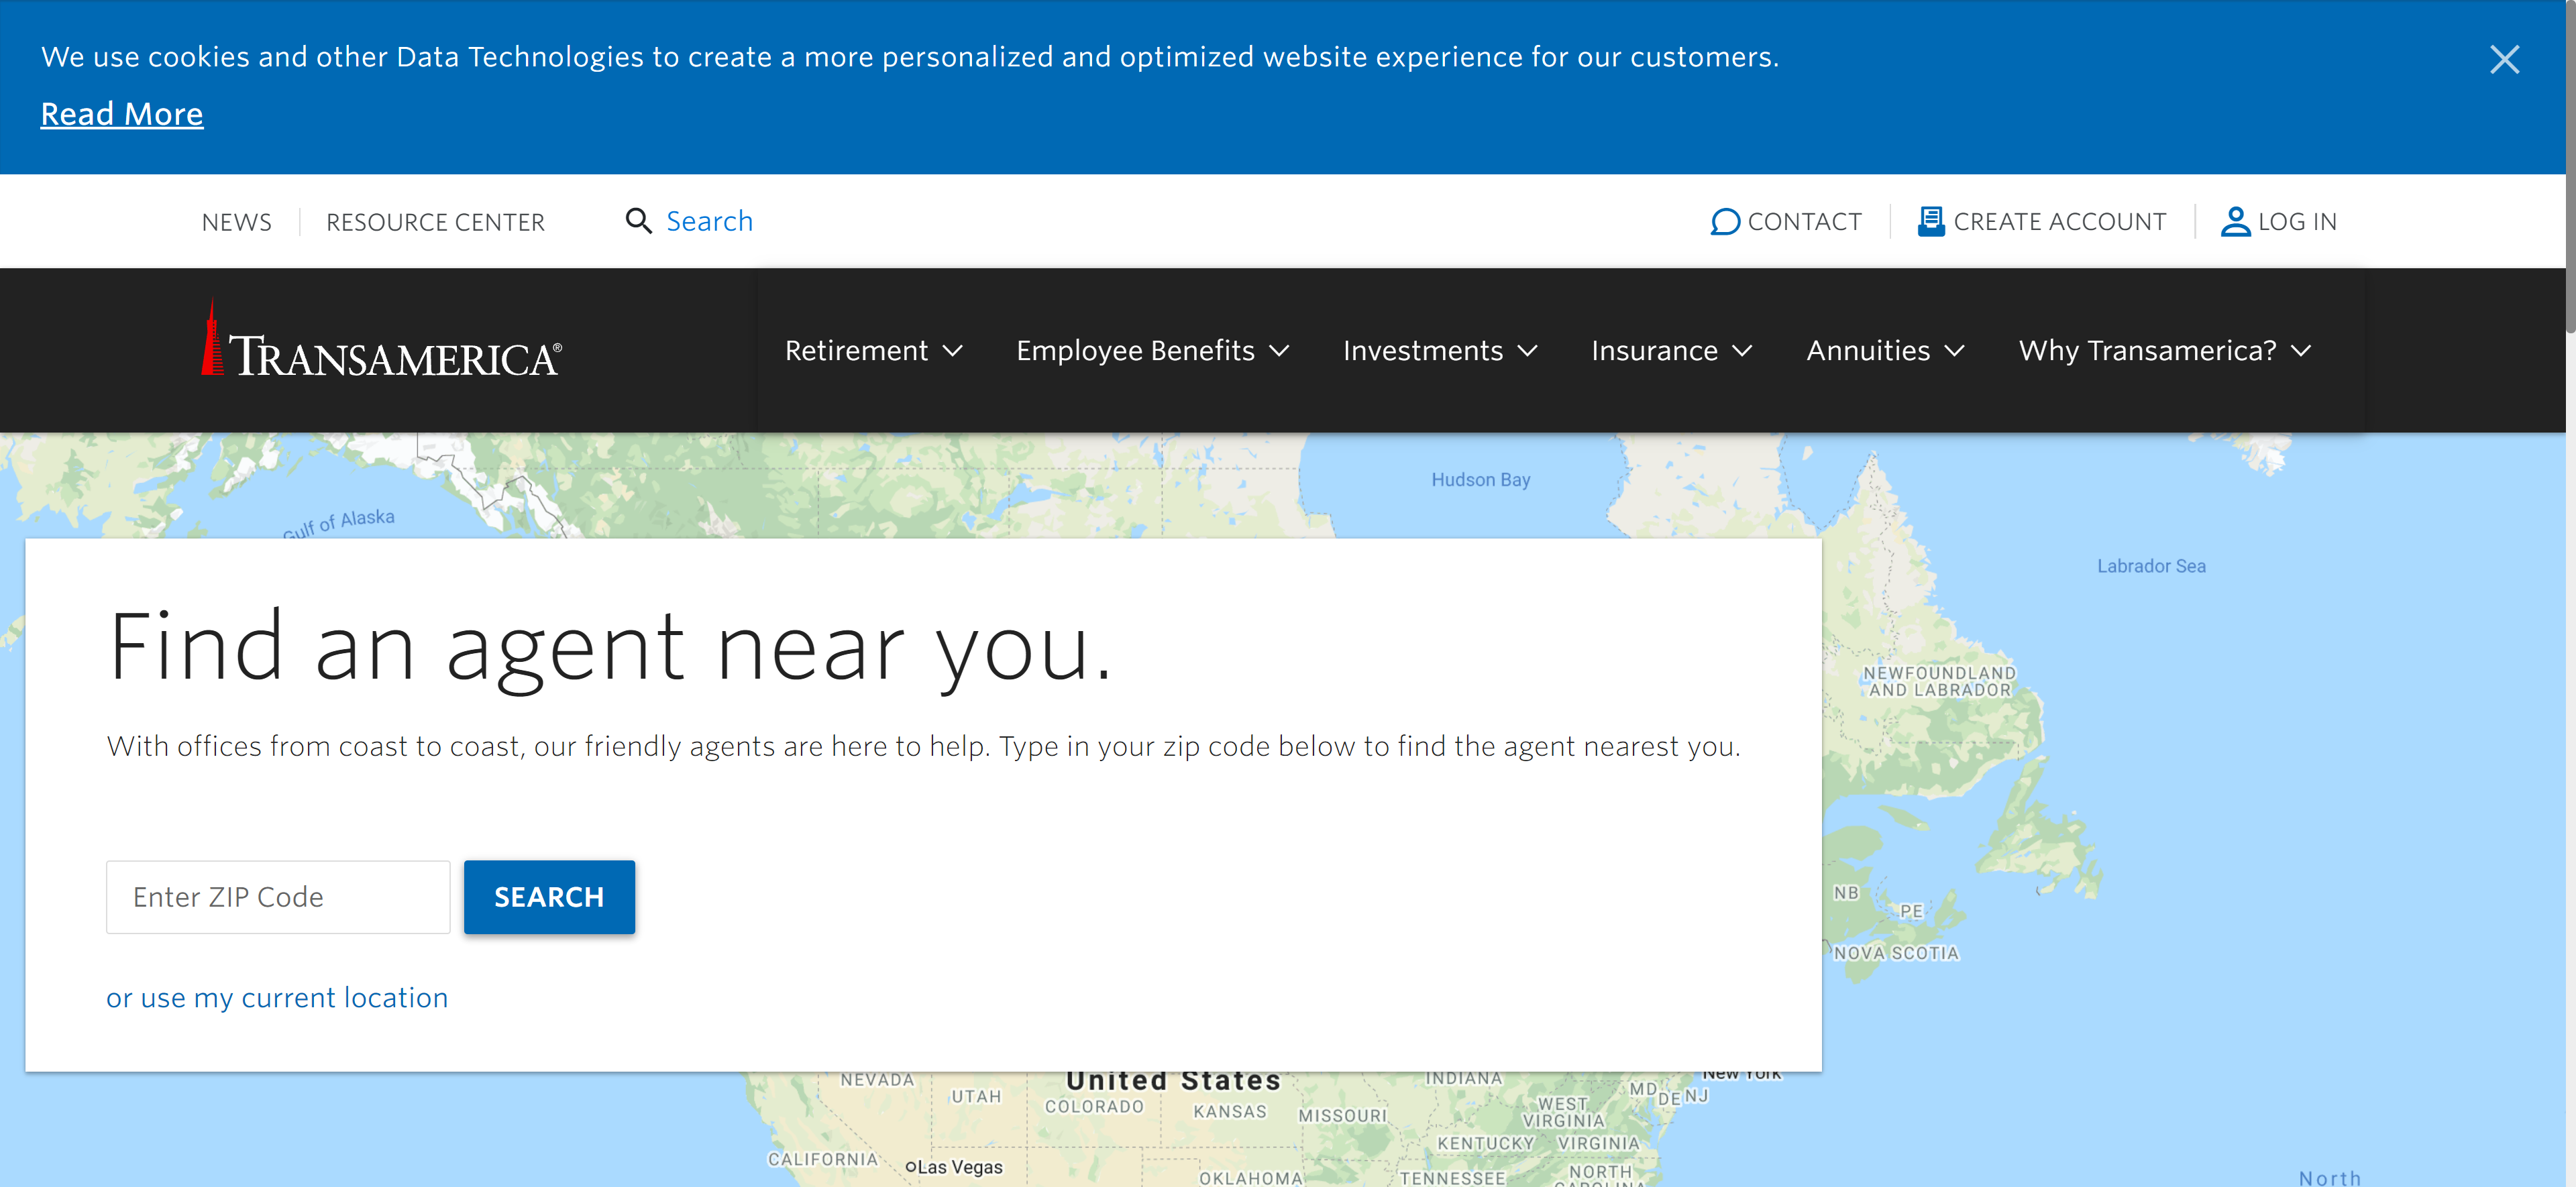 We use cookies and other Data Technologies to create a more personalized and optimized website experience for our customers.
Read More
NEWS
RESOURCE CENTER
Search
CONTACT
CREATE ACCOUNT
LOG IN
TRANSAMERICA®
Retirement
Employee Benefits
Investments
Insurance
Annuities
Why Transamerica?
Hudson Bay
Gulf of Alaska
Labrador Sea
Find an agent near you.
With offices from coast to coast, our friendly agents are here to help. Type in your zip code below to find the agent nearest you.
NEWFOUNDLAND
AND LABRADOR
Enter ZIP Code
SEARCH
NB
PE
NOVA SCOTIA
or use my current location
NEVADA
United States
INDIANA
New York
UTAH
COLORADO
KANSAS
MISSOURI
WEST
VIRGINIA
MD
DE
NJ
KENTUCKY
VIRGINIA
CALIFORNIA
Las Vegas
OKLAHOMA
TENNESSEE
NORTH
CAROLINA
North